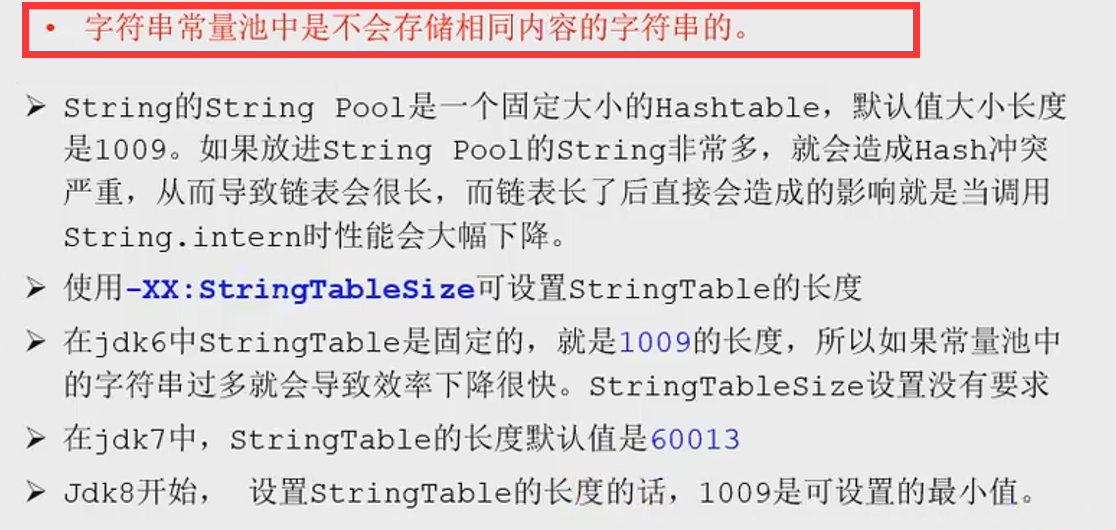 • 字符串常量池中是不会存储相同内容的字符串的。
➢ String的String Pool是一个固定大小的Hashtable，默认值大小长度
是1009。如果放进String Pool的String非常多，就会造成Hash冲突
严重，从而导致链表会很长，而链表长了后直接会造成的影响就是当调用
String.intern时性能会大幅下降。
➢ 使用-XX:StringTableSize可设置StringTable的长度
➢ 在jdk6中StringTable是固定的，就是1009的长度，所以如果常量池中
的字符串过多就会导致效率下降很快。StringTableSize设置没有要求
➢ 在jdk7中，StringTable的长度默认值是60013
➢ Jdk8开始， 设置StringTable的长度的话，1009是可设置的最小值。